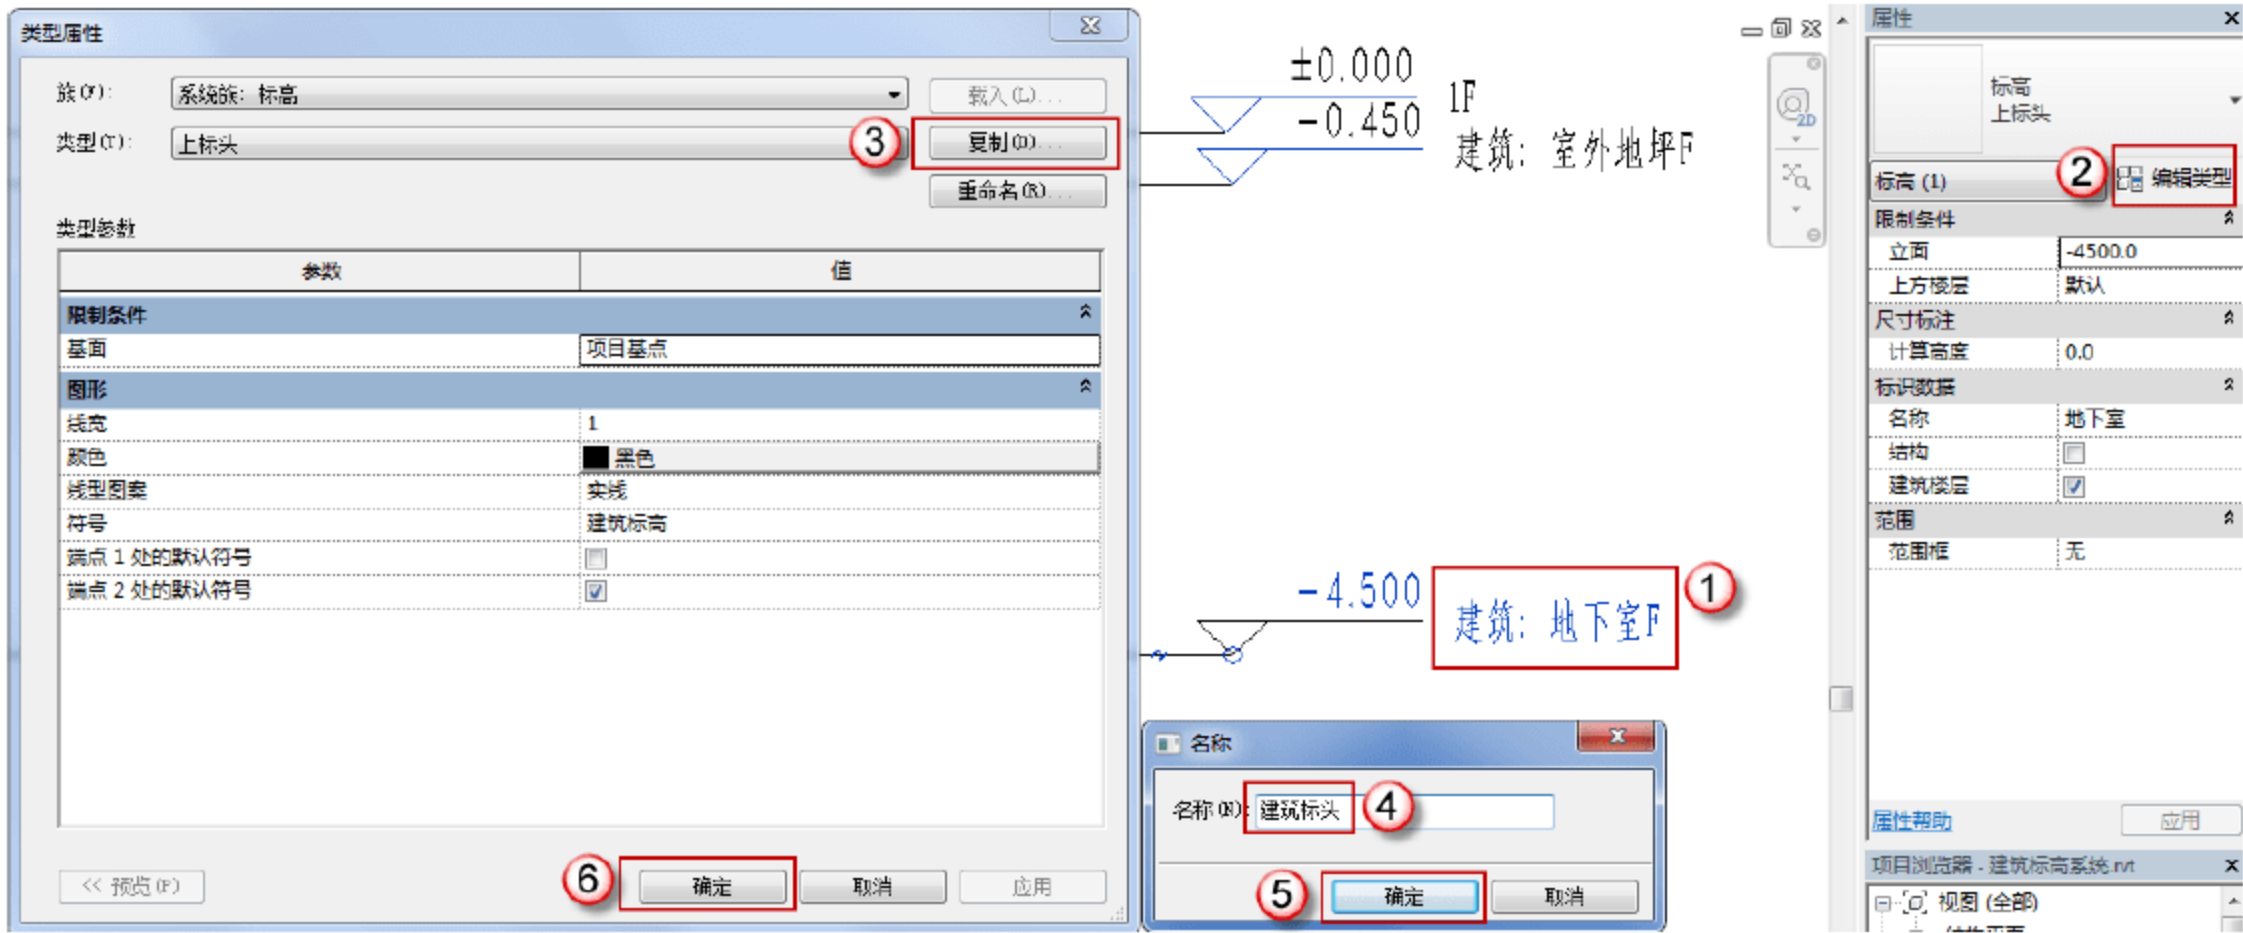 类型属性
族(F):
系统族: 标高
载入(L)...
类型(T):
上标头
③
复制(D)...
重命名(R)...
类型参数
参数
值
限制条件
基面
项目基点
图形
线宽
1
颜色
黑色
线型图案
实线
符号
建筑标高
端点 1 处的默认符号
端点 2 处的默认符号
<< 预览(P)
⑥
确定
取消
应用
±0.000
1F
-0.450
建筑: 室外地坪F
-4.500
建筑: 地下室F
①
名称
名称(N):
建筑标头
④
⑤
确定
取消
2D
属性
标高
上标头
标高 (1)
②
编辑类型
限制条件
立面
-4500.0
上方楼层
默认
尺寸标注
计算高度
0.0
标识数据
名称
地下室
结构
建筑楼层
范围
范围框
无
属性帮助
应用
项目浏览器 - 建筑标高系统.rvt
视图 (全部)
结构平面